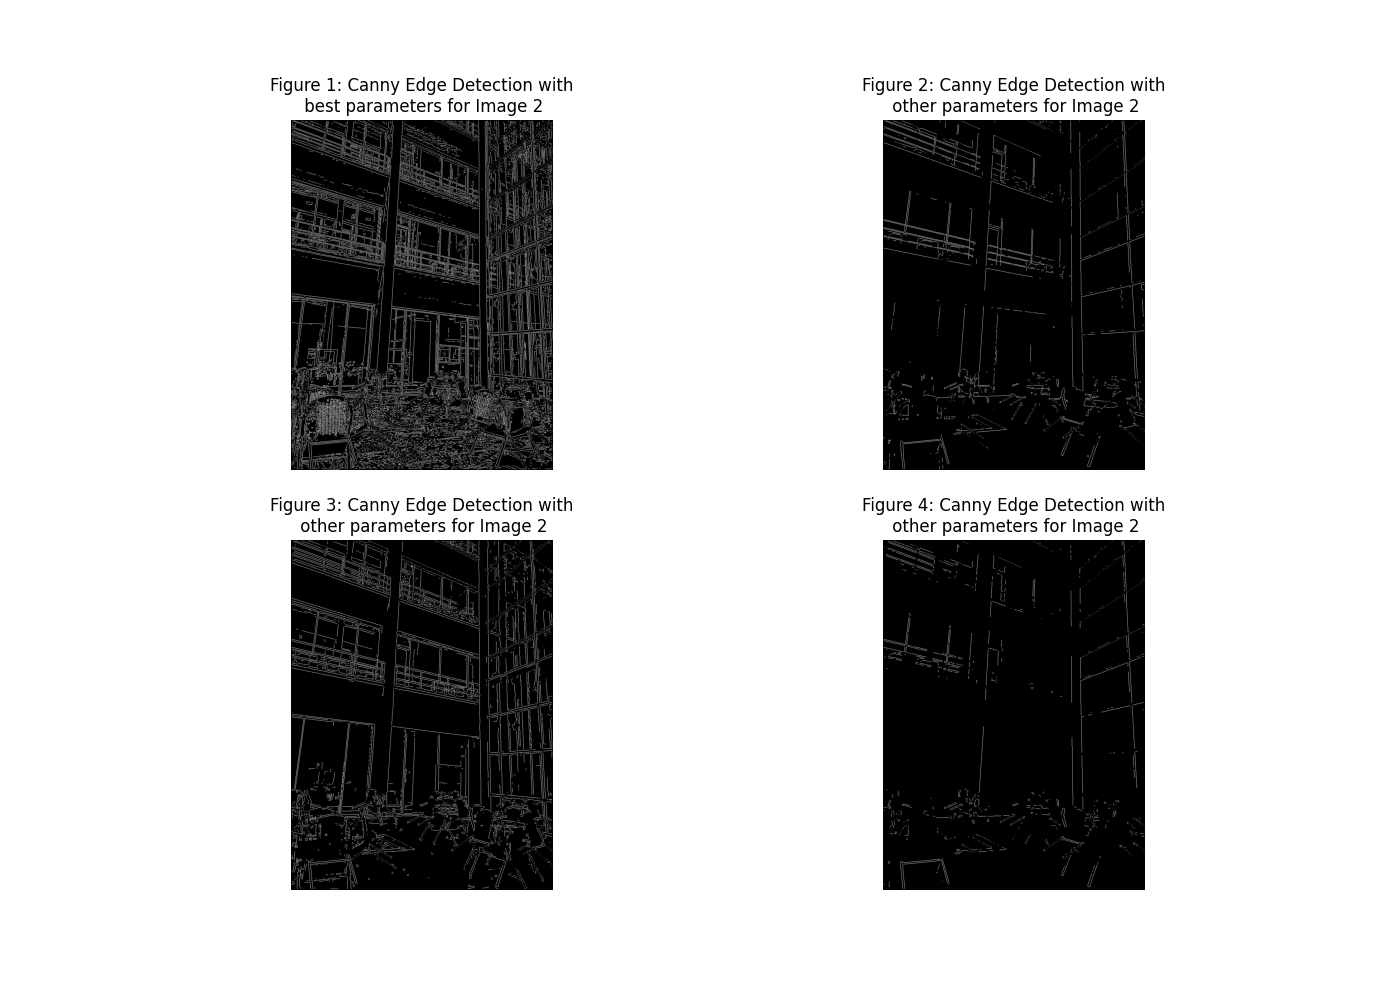 Figure 1: Canny Edge Detection with
best parameters for Image 2
Figure 2: Canny Edge Detection with
other parameters for Image 2
Figure 3: Canny Edge Detection with
other parameters for Image 2
Figure 4: Canny Edge Detection with
other parameters for Image 2